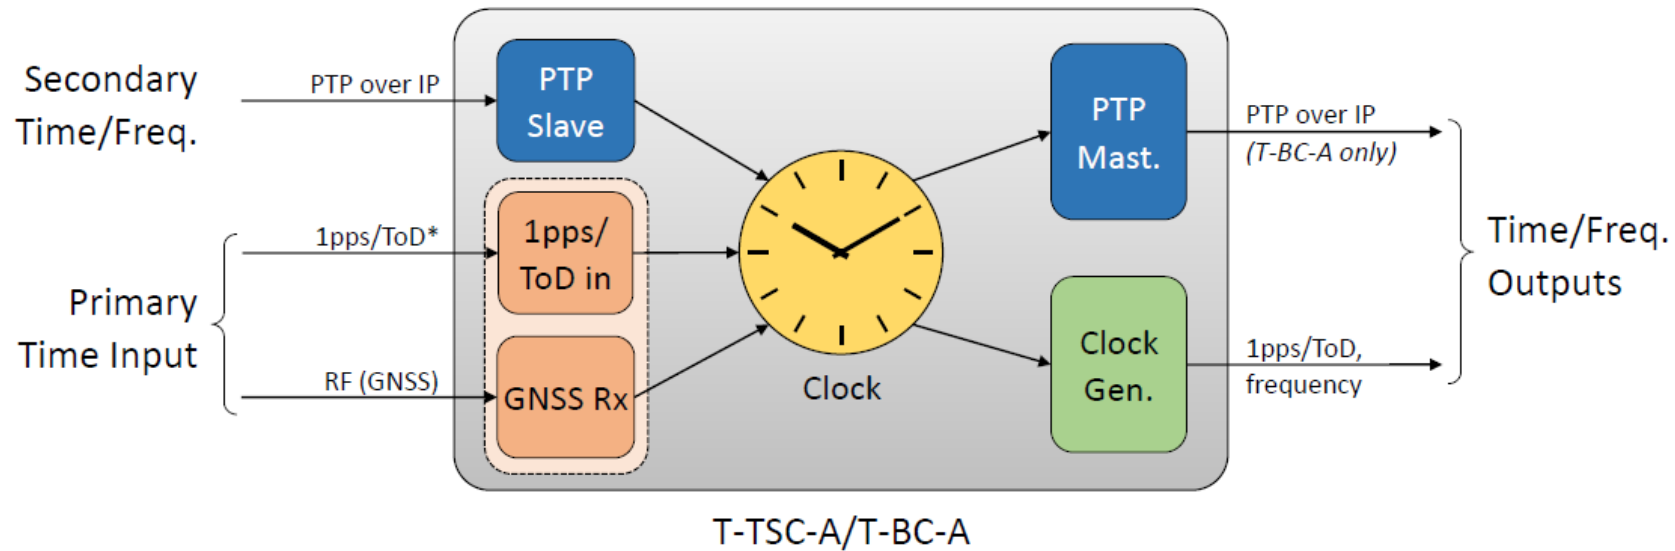 Secondary
Time/Freq.
PTP over IP
PTP
Slave
1pps/ToD*
1pps/
ToD in
Primary
Time Input
RF (GNSS)
GNSS Rx
Clock
PTP
Mast.
PTP over IP
(T-BC-A only)
Clock
Gen.
1pps/ToD,
frequency
Time/Freq.
Outputs
T-TSC-A/T-BC-A